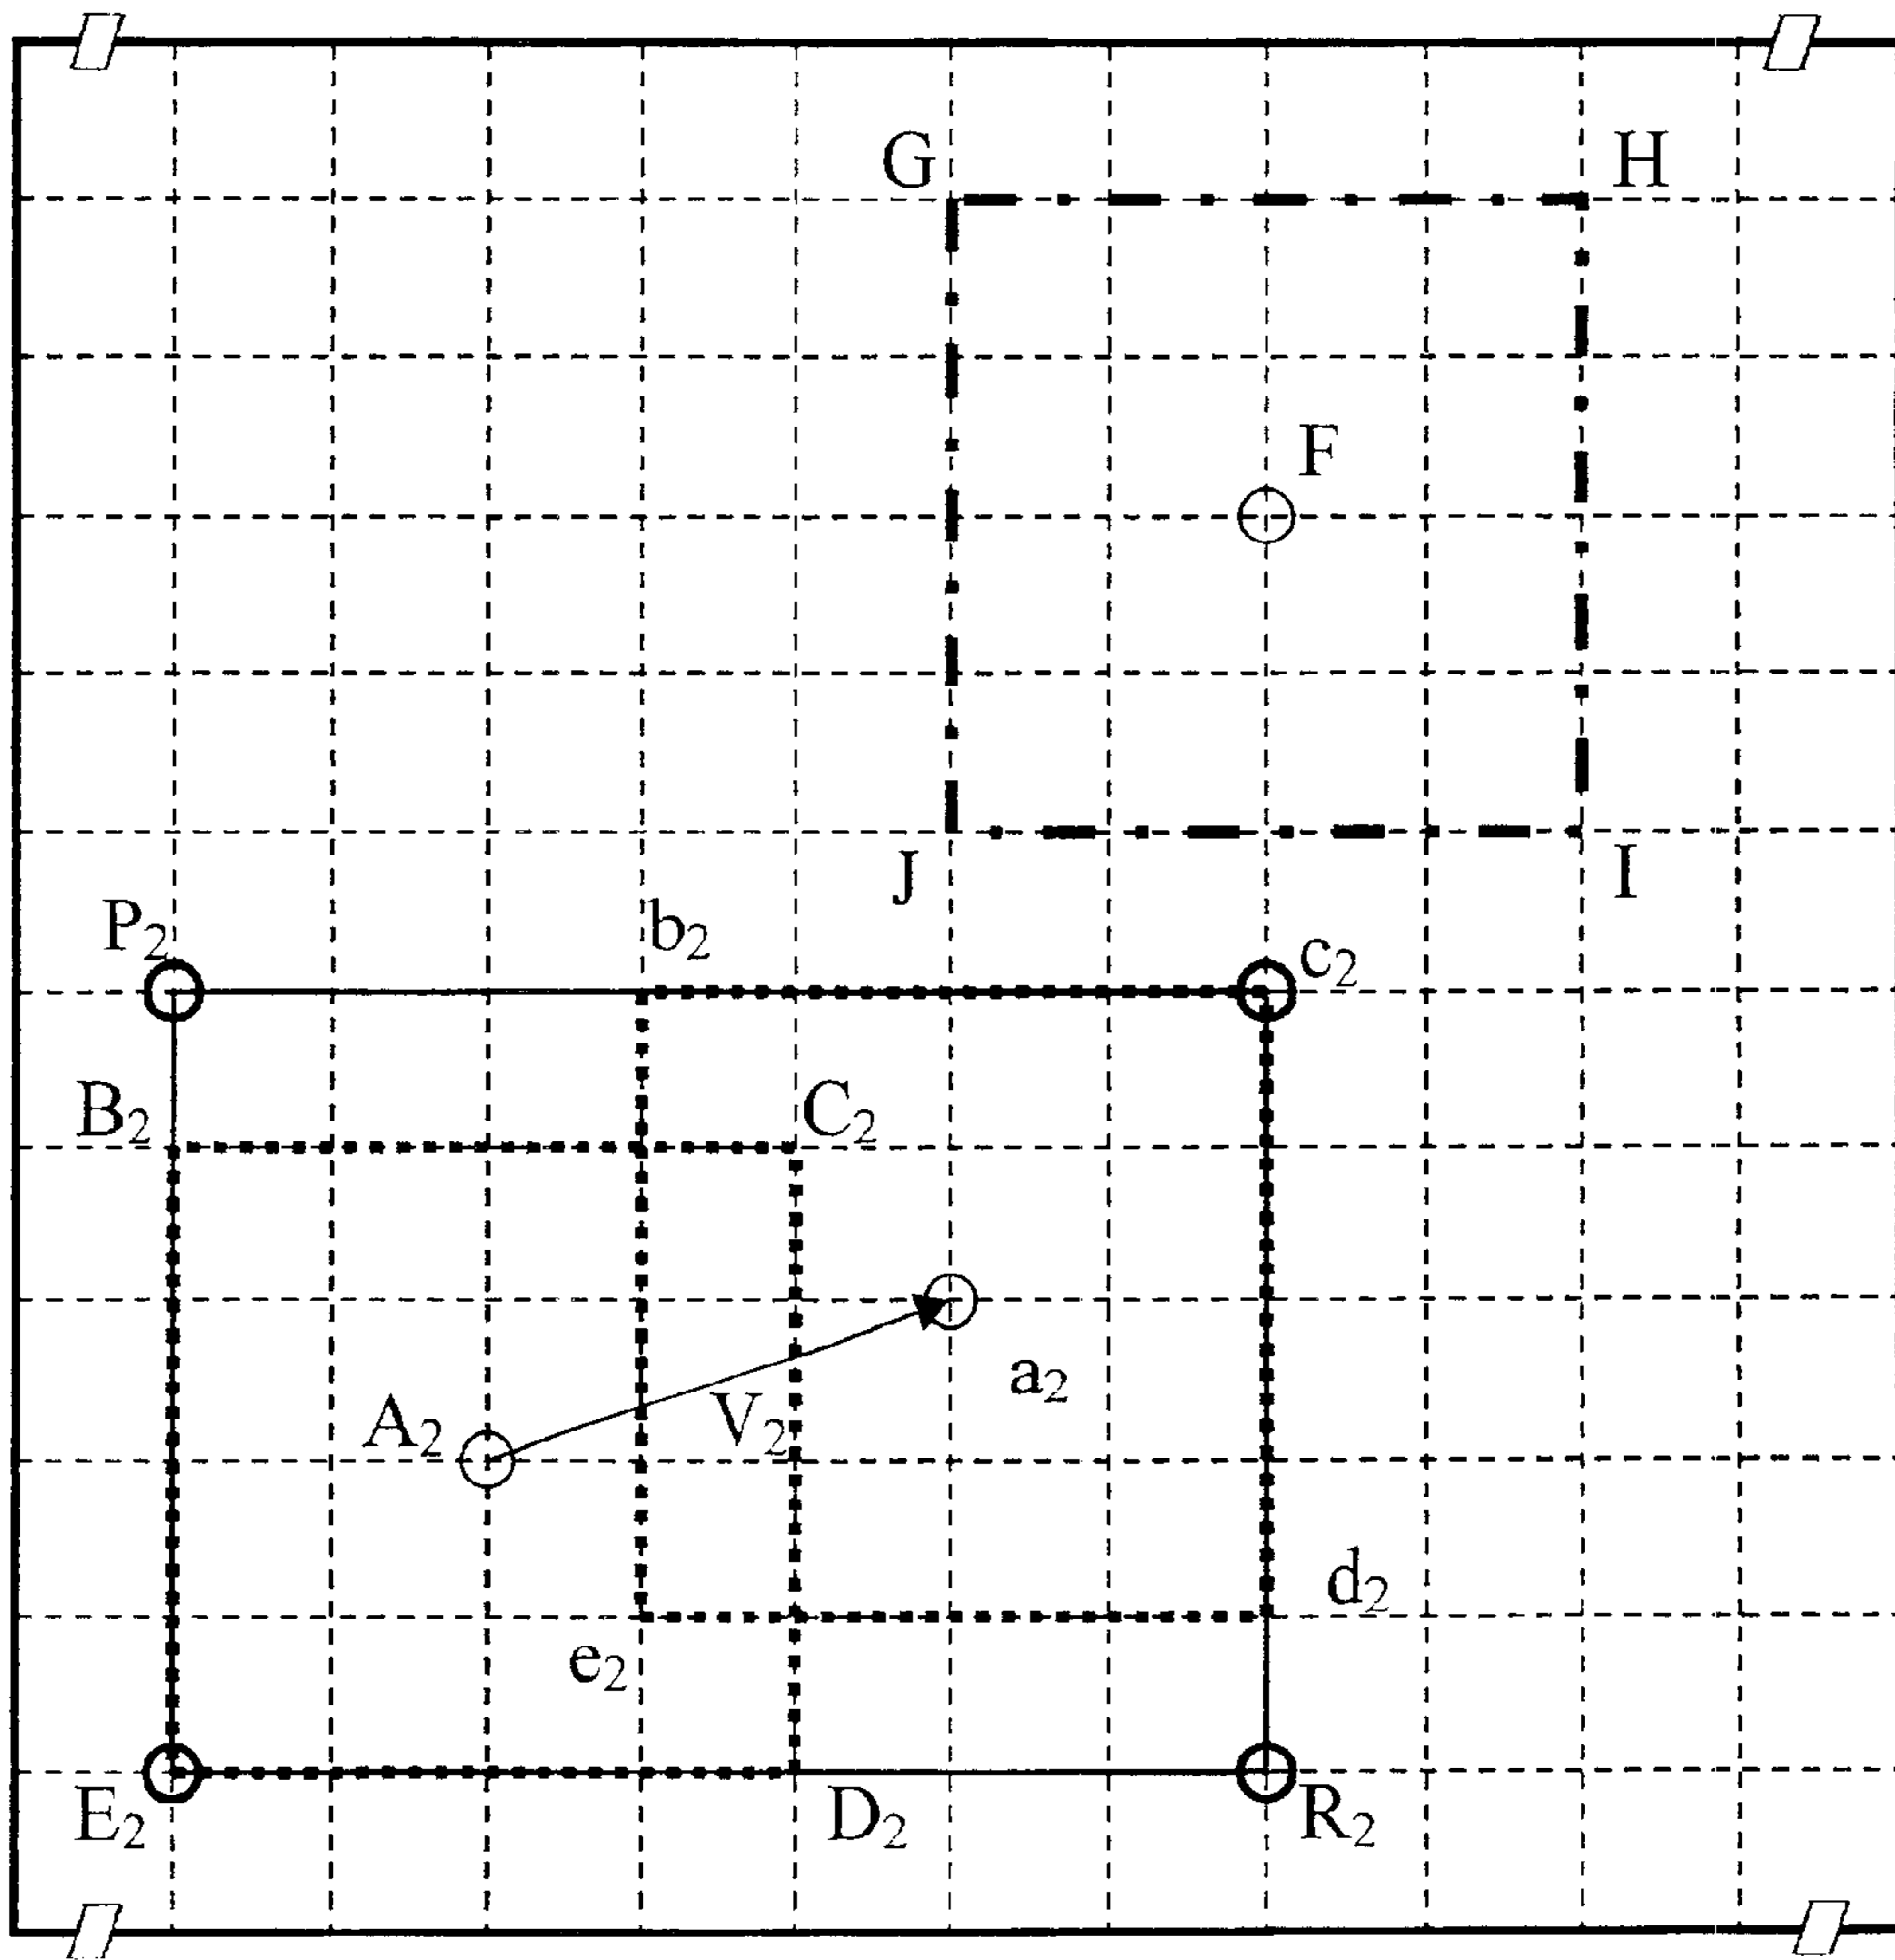 G H
F
J I
P₂ b₂ c₂
B₂ C₂
a₂
A₂ V₂
d₂
e₂
E₂ D₂ R₂